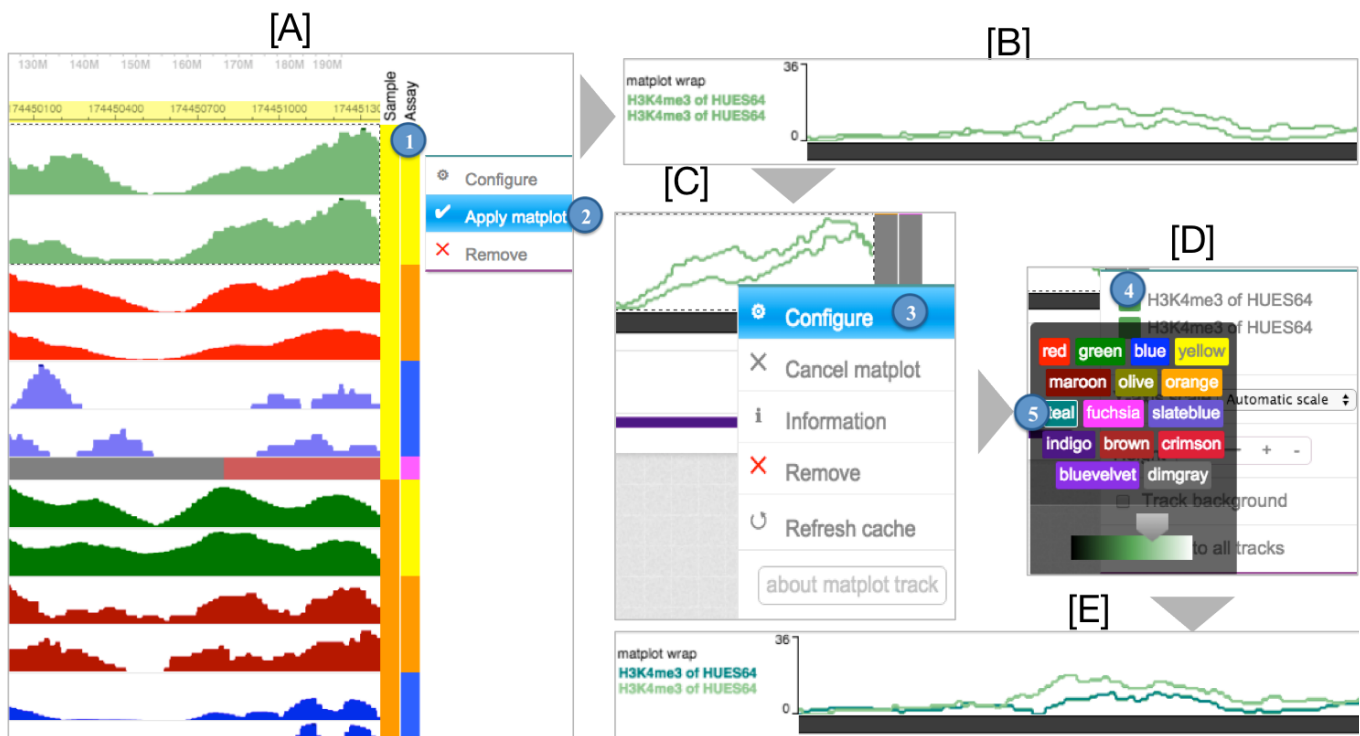 [A]
130M 140M 150M 160M 170M 180M 190M
174450100 174450400 174450700 174451000
Sample
Assay
1
Configure
Apply matplot
2
Remove
[B]
36
matplot wrap
H3K4me3 of HUES64
H3K4me3 of HUES64
0
[C]
Configure
3
Cancel matplot
i Information
Remove
Refresh cache
about matplot track
[D]
4
H3K4me3 of HUES64
H3K4me3 of HUES64
red green blue yellow
maroon olive orange
Automatic scale
5
teal fuchsia slateblue
indigo brown crimson
+ -
bluevelvet dimgray
Track background
to all tracks
[E]
36
matplot wrap
H3K4me3 of HUES64
H3K4me3 of HUES64
0